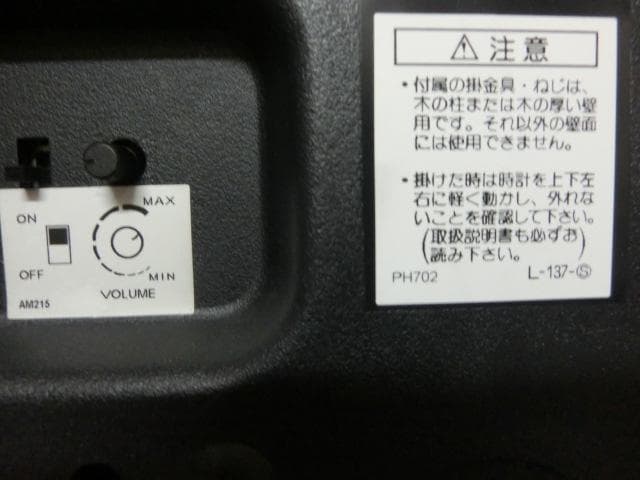 ON
OFF
MAX
MIN
VOLUME
AM215
⚠ 注意
・付属の掛金具・ねじは、
木の柱または木の厚い壁
用です。それ以外の壁面
には使用できません。
・掛けた時は時計を上下左
右に軽く動かし、外れな
いことを確認して下さい。
(取扱説明書も必ずお
読み下さい。)
PH702
L-137-Ⓢ